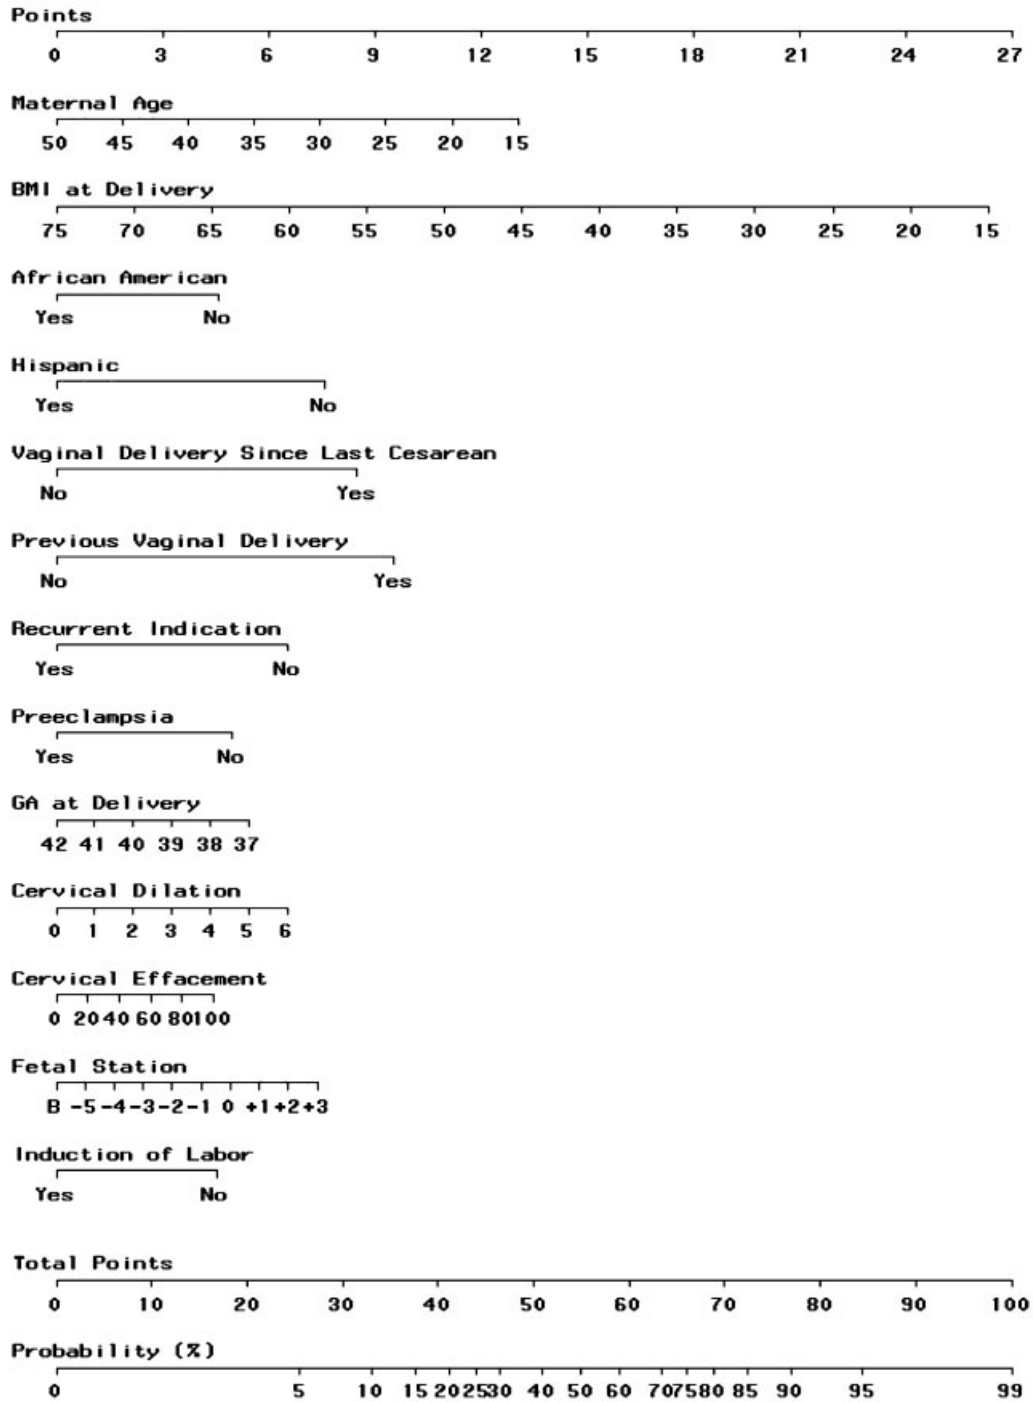 Points
0 3 6 9 12 15 18 21 24 27
Maternal Age
50 45 40 35 30 25 20 15
BMI at Delivery
75 70 65 60 55 50 45 40 35 30 25 20 15
African American
Yes No
Hispanic
Yes No
Vaginal Delivery Since Last Cesarean
No Yes
Previous Vaginal Delivery
No Yes
Recurrent Indication
Yes No
Preeclampsia
Yes No
GA at Delivery
42 41 40 39 38 37
Cervical Dilation
0 1 2 3 4 5 6
Cervical Effacement
0 20 40 60 80 100
Fetal Station
B -5 -4 -3 -2 -1 0 +1 +2 +3
Induction of Labor
Yes No
Total Points
0 10 20 30 40 50 60 70 80 90 100
Probability (%)
0 5 10 15 20 25 30 40 50 60 70 75 80 85 90 95 99